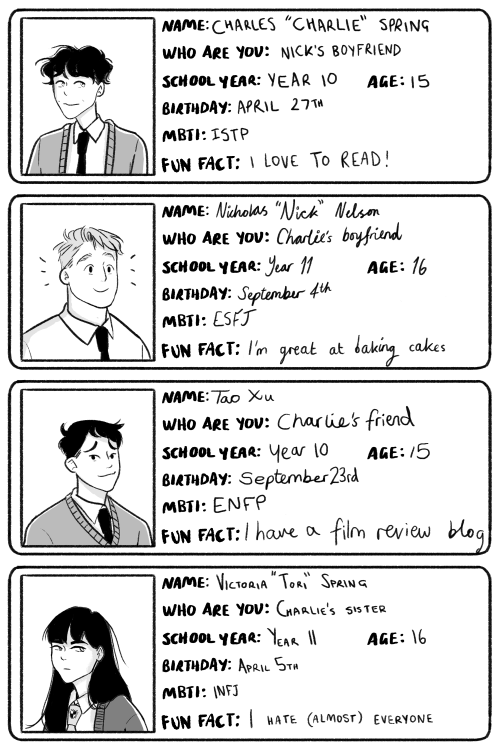 NAME: CHARLES "CHARLIE" SPRING
WHO ARE YOU: NICK'S BOYFRIEND
SCHOOL YEAR: YEAR 10 AGE: 15
BIRTHDAY: APRIL 27TH
MBTI: ISTP
FUN FACT: I LOVE TO READ!
NAME: Nicholas "Nick" Nelson
WHO ARE YOU: Charlie's boyfriend
SCHOOL YEAR: Year 11 AGE: 16
BIRTHDAY: September 4th
MBTI: ESFJ
FUN FACT: I'm great at baking cakes
NAME: Tao Xu
WHO ARE YOU: Charlie's friend
SCHOOL YEAR: Year 10 AGE: 15
BIRTHDAY: September 23rd
MBTI: ENFP
FUN FACT: I have a film review blog
NAME: VICTORIA "TORI" SPRING
WHO ARE YOU: CHARLIE'S SISTER
SCHOOL YEAR: YEAR 11 AGE: 16
BIRTHDAY: APRIL 5TH
MBTI: INFJ
FUN FACT: I HATE (ALMOST) EVERYONE